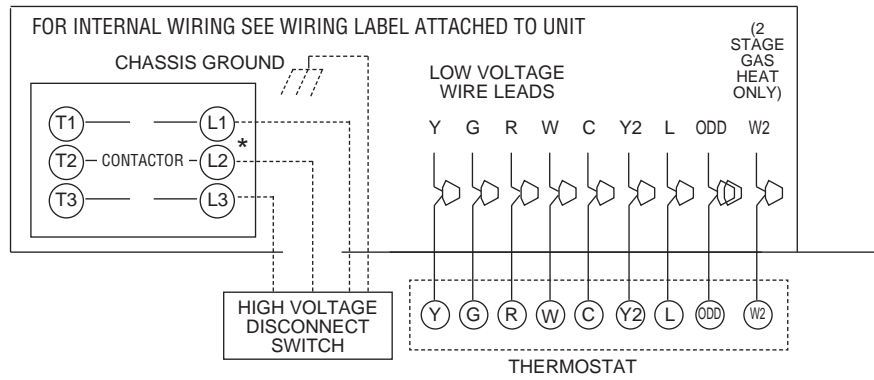 FOR INTERNAL WIRING SEE WIRING LABEL ATTACHED TO UNIT
(2
STAGE
GAS
HEAT
ONLY)
CHASSIS GROUND
LOW VOLTAGE
WIRE LEADS
Y G R W C Y2 L ODD W2
T1 L1
*
T2 CONTACTOR L2
T3 L3
HIGH VOLTAGE
DISCONNECT
SWITCH
Y G R W C Y2 L ODD W2
THERMOSTAT